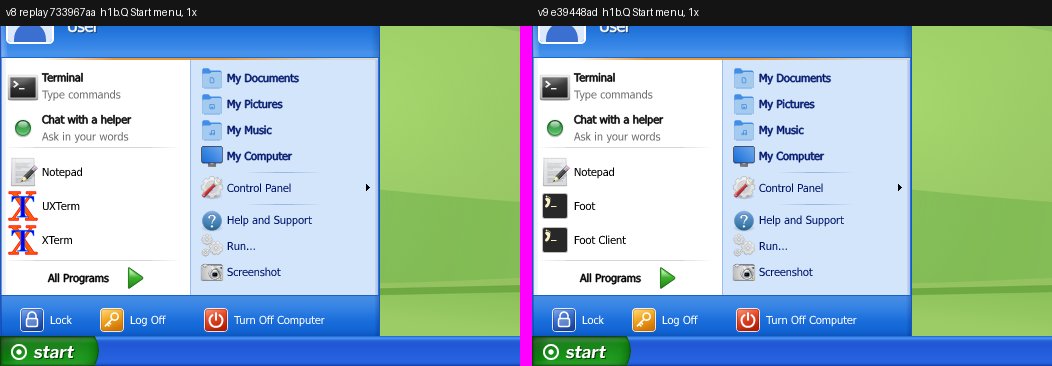 v8 replay 733967aa h1b.Q Start menu, 1x
User
Terminal
Type commands
Chat with a helper
Ask in your words
Notepad
UXTerm
XTerm
All Programs
My Documents
My Pictures
My Music
My Computer
Control Panel
Help and Support
Run...
Screenshot
Lock
Log Off
Turn Off Computer
start
v9 e39448ad h1b.Q Start menu, 1x
User
Terminal
Type commands
Chat with a helper
Ask in your words
Notepad
Foot
Foot Client
All Programs
My Documents
My Pictures
My Music
My Computer
Control Panel
Help and Support
Run...
Screenshot
Lock
Log Off
Turn Off Computer
start